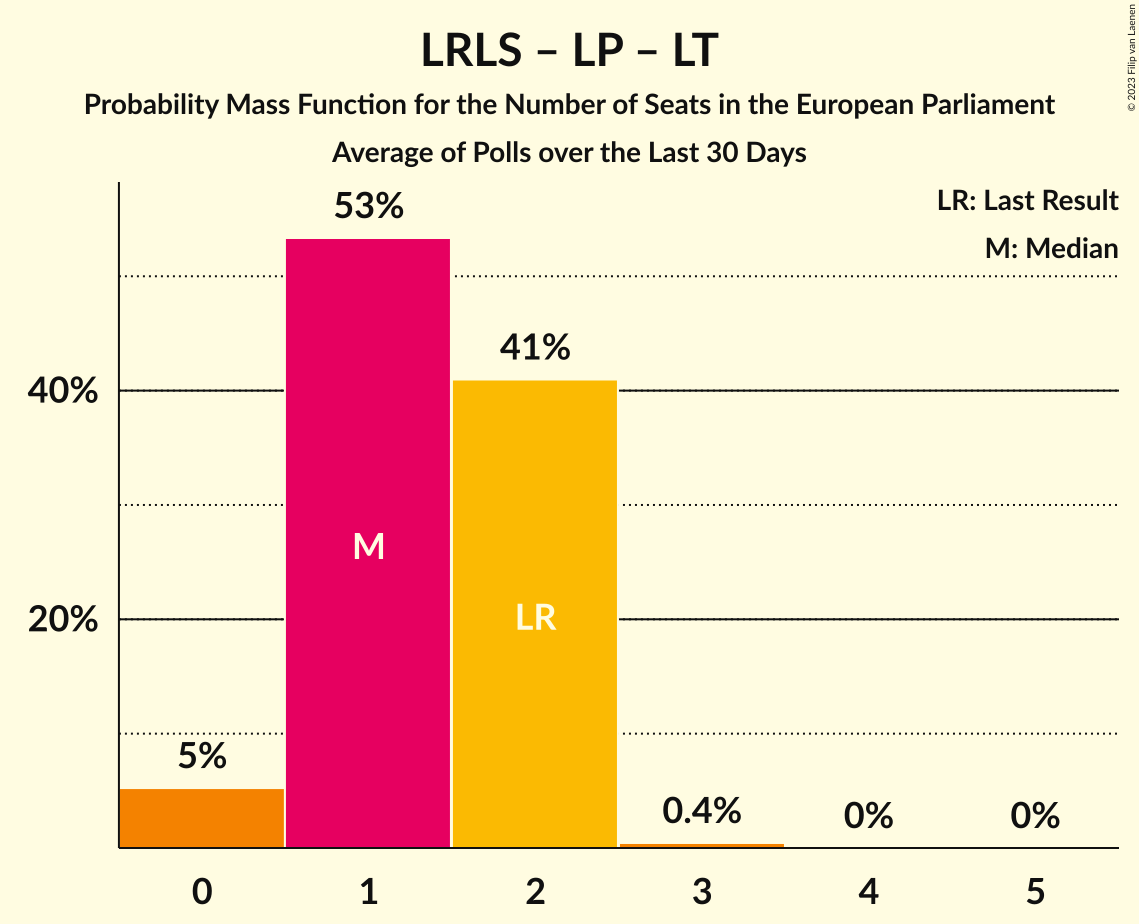 LRLS – LP – LT
Probability Mass Function for the Number of Seats in the European Parliament
Average of Polls over the Last 30 Days
© 2023 Filip van Laenen
LR: Last Result
M: Median
53%
41%
40%
M
LR
20%
5%
0.4%
0%
0%
0 1 2 3 4 5